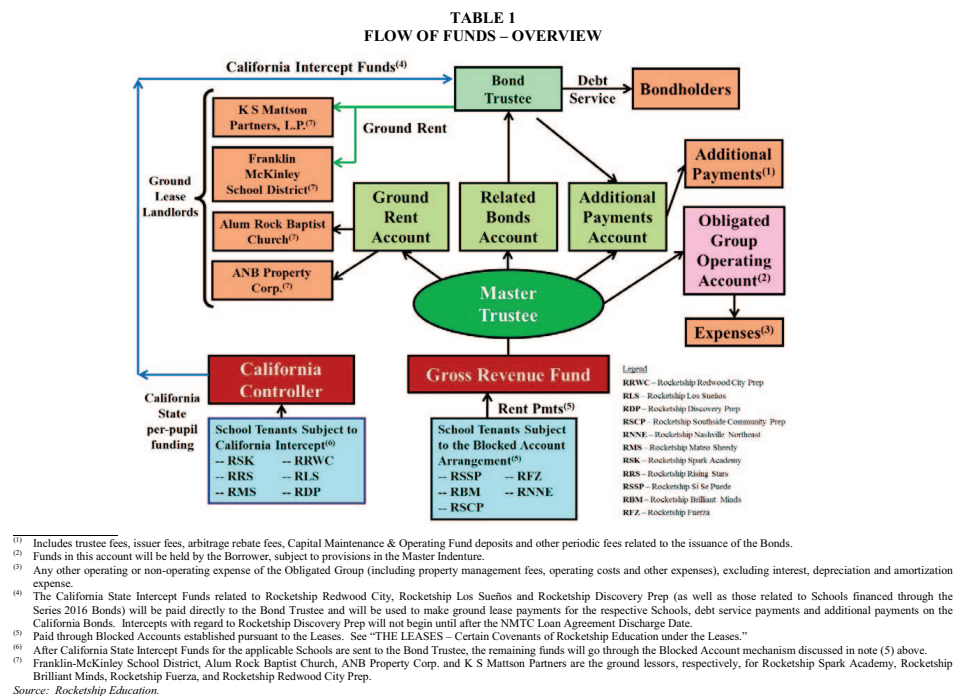 TABLE 1
FLOW OF FUNDS – OVERVIEW
California Intercept Funds(4)
Bond
Trustee
Debt
Service
Bondholders
K S Mattson
Partners, L.P.(7)
Ground Rent
Franklin
McKinley
School District(7)
Ground
Lease
Landlords
Alum Rock Baptist
Church(7)
ANB Property
Corp.(7)
Ground
Rent
Account
Related
Bonds
Account
Additional
Payments
Account
Additional
Payments(1)
Obligated
Group
Operating
Account(2)
Expenses(3)
Master
Trustee
California
Controller
Gross Revenue Fund
California
State
per-pupil
funding
Rent Pmts(5)
School Tenants Subject to
California Intercept(6)
-- RSK -- RRWC
-- RRS -- RLS
-- RMS -- RDP
School Tenants Subject
to the Blocked Account
Arrangement(5)
-- RSSP -- RFZ
-- RBM -- RNNE
-- RSCP
Legend
RRWC – Rocketship Redwood City Prep
RLS – Rocketship Los Sueños
RDP – Rocketship Discovery Prep
RSCP – Rocketship Southside Community Prep
RNNE – Rocketship Nashville Northeast
RMS – Rocketship Mateo Sheedy
RSK – Rocketship Spark Academy
RRS – Rocketship Rising Stars
RSSP – Rocketship Sí Se Puede
RBM – Rocketship Brilliant Minds
RFZ – Rocketship Fuerza
(1) Includes trustee fees, issuer fees, arbitrage rebate fees, Capital Maintenance & Operating Fund deposits and other periodic fees related to the issuance of the Bonds.
(2) Funds in this account will be held by the Borrower, subject to provisions in the Master Indenture.
(3) Any other operating or non-operating expense of the Obligated Group (including property management fees, operating costs and other expenses), excluding interest, depreciation and amortization
expense.
(4) The California State Intercept Funds related to Rocketship Redwood City, Rocketship Los Sueños and Rocketship Discovery Prep (as well as those related to Schools financed through the
Series 2016 Bonds) will be paid directly to the Bond Trustee and will be used to make ground lease payments for the respective Schools, debt service payments and additional payments on the
California Bonds. Intercepts with regard to Rocketship Discovery Prep will not begin until after the NMTC Loan Agreement Discharge Date.
(5) Paid through Blocked Accounts established pursuant to the Leases. See “THE LEASES – Certain Covenants of Rocketship Education under the Leases.”
(6) After California State Intercept Funds for the applicable Schools are sent to the Bond Trustee, the remaining funds will go through the Blocked Account mechanism discussed in note (5) above.
(7) Franklin-McKinley School District, Alum Rock Baptist Church, ANB Property Corp. and K S Mattson Partners are the ground lessors, respectively, for Rocketship Spark Academy, Rocketship
Brilliant Minds, Rocketship Fuerza, and Rocketship Redwood City Prep.
Source: Rocketship Education.